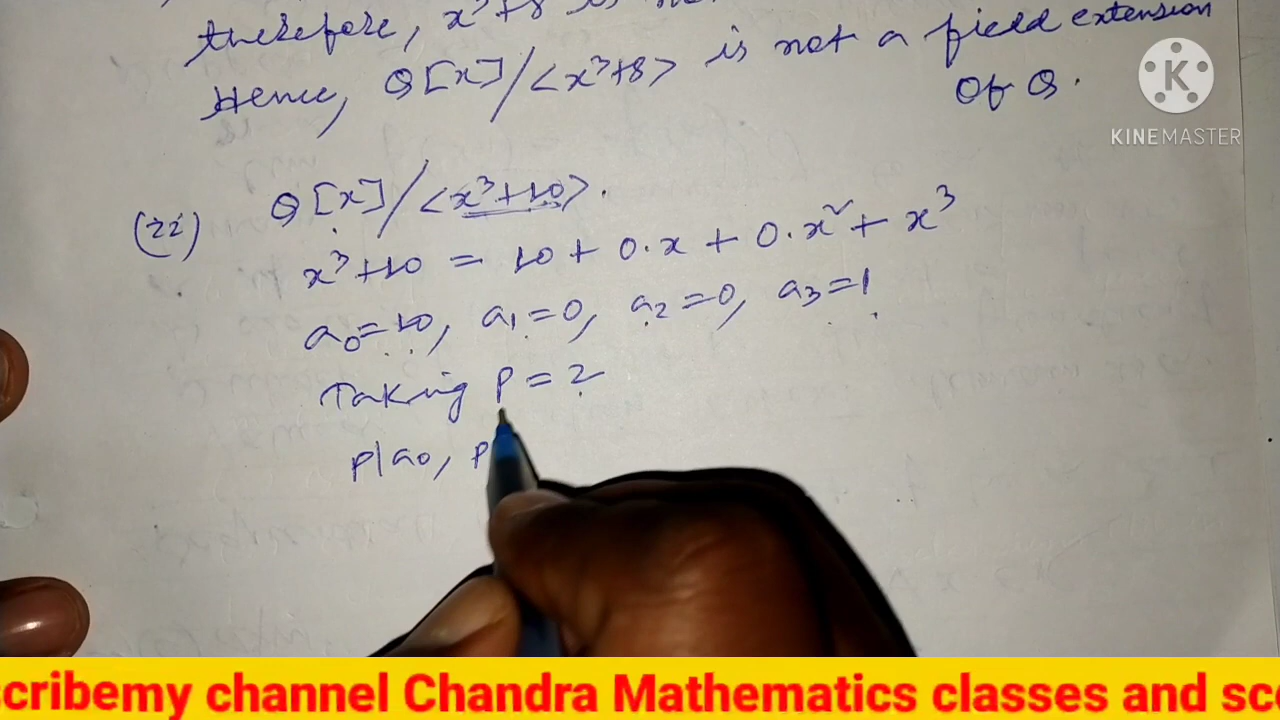 therefore, x³+8 is
Hence, Q[x]/<x³+8> is not a field extension
of Q.
KINEMASTER
(ii) Q[x]/<x³+10>.
x³+10 = 10 + 0.x + 0.x² + x³
a₀=10, a₁=0, a₂=0, a₃=1
Taking P=2
p|a₀, p
cribemy channel Chandra Mathematics classes and sc